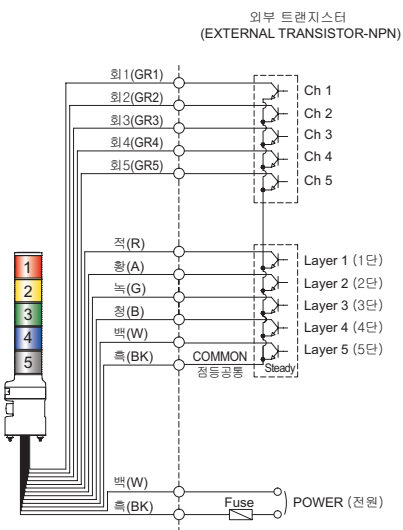 외부 트랜지스터
(EXTERNAL TRANSISTOR-NPN)
회1(GR1)
Ch 1
회2(GR2)
Ch 2
회3(GR3)
Ch 3
회4(GR4)
Ch 4
회5(GR5)
Ch 5
적(R)
Layer 1 (1단)
황(A)
Layer 2 (2단)
녹(G)
Layer 3 (3단)
청(B)
Layer 4 (4단)
백(W)
Layer 5 (5단)
흑(BK)
COMMON
점등공통
Steady
1
2
3
4
5
백(W)
흑(BK)
Fuse
POWER (전원)